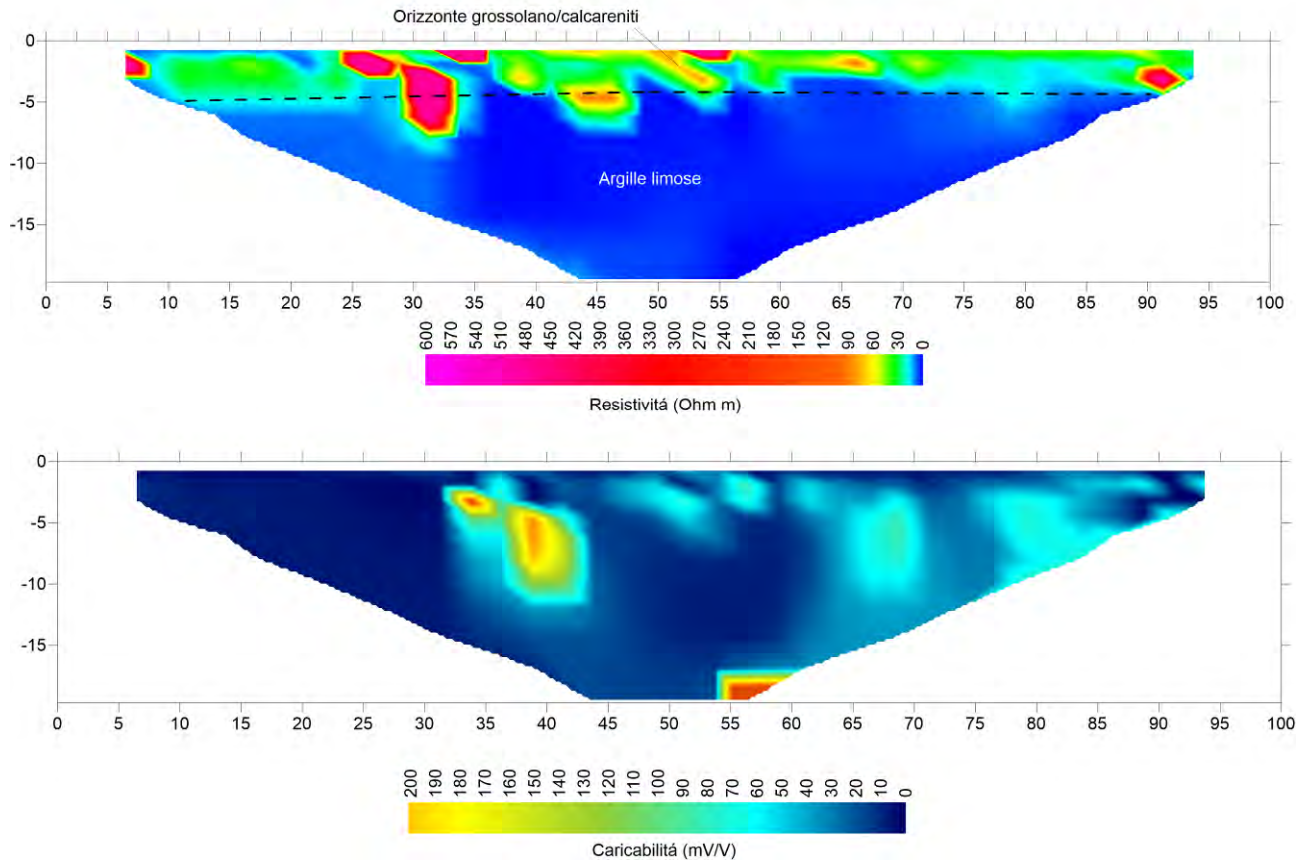 Orizzonte grossolano/calcareniti
0
-5
-10
-15
Argille limose
0 5 10 15 20 25 30 35 40 45 50 55 60 65 70 75 80 85 90 95 100
600 570 540 510 480 450 420 390 360 330 300 270 240 210 180 150 120 90 60 30 0
Resistivitá (Ohm m)
0
-5
-10
-15
0 5 10 15 20 25 30 35 40 45 50 55 60 65 70 75 80 85 90 95 100
200 190 180 170 160 150 140 130 120 110 100 90 80 70 60 50 40 30 20 10 0
Caricabilitá (mV/V)